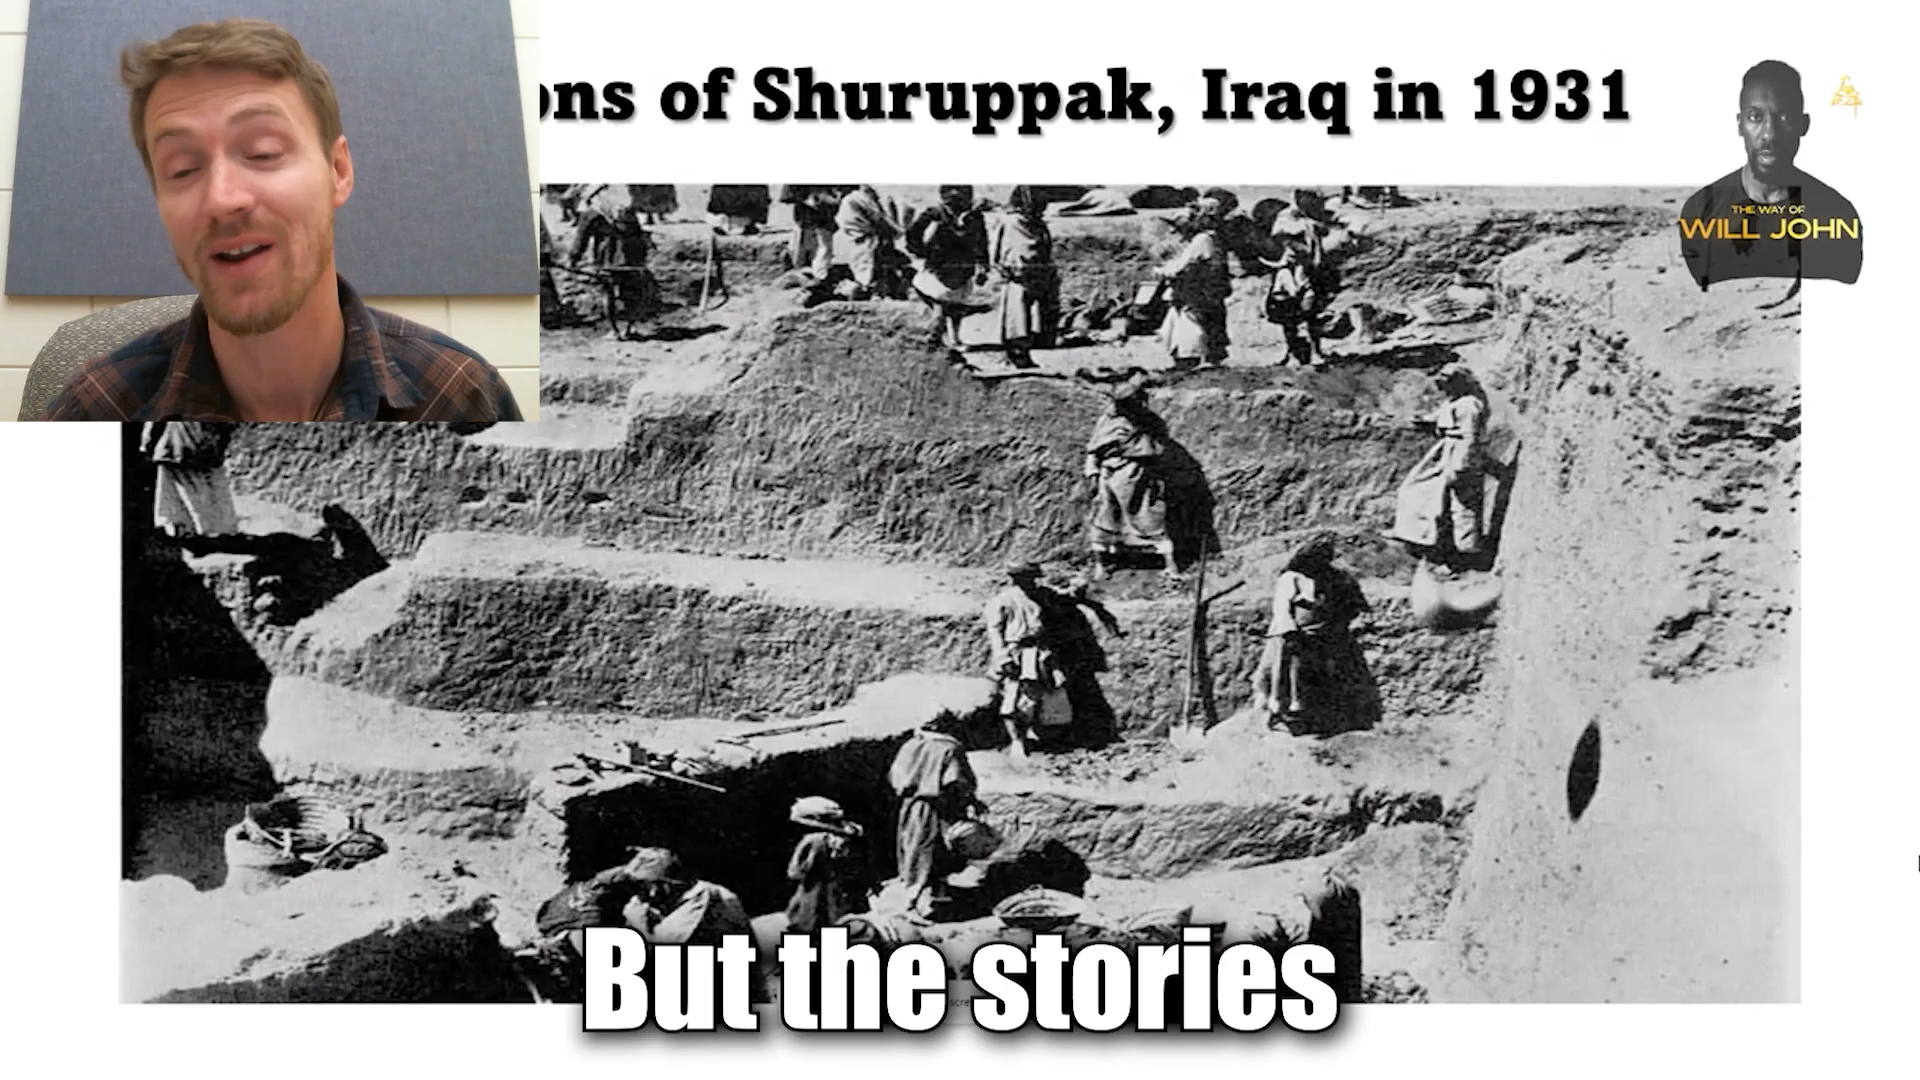 ons of Shuruppak, Iraq in 1931
THE WAY OF
WILL JOHN
But the stories